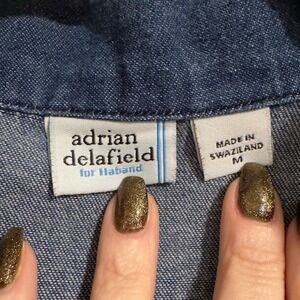 adrian
delafield
for Haband
MADE IN
SWAZILAND
M